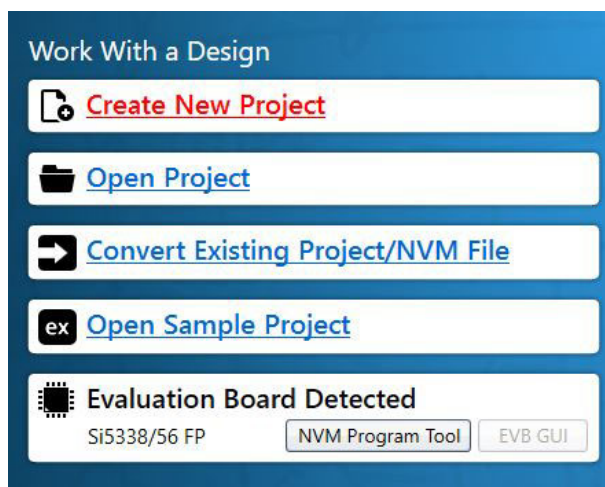 Work With a Design
Create New Project
Open Project
Convert Existing Project/NVM File
ex Open Sample Project
Evaluation Board Detected
Si5338/56 FP NVM Program Tool EVB GUI